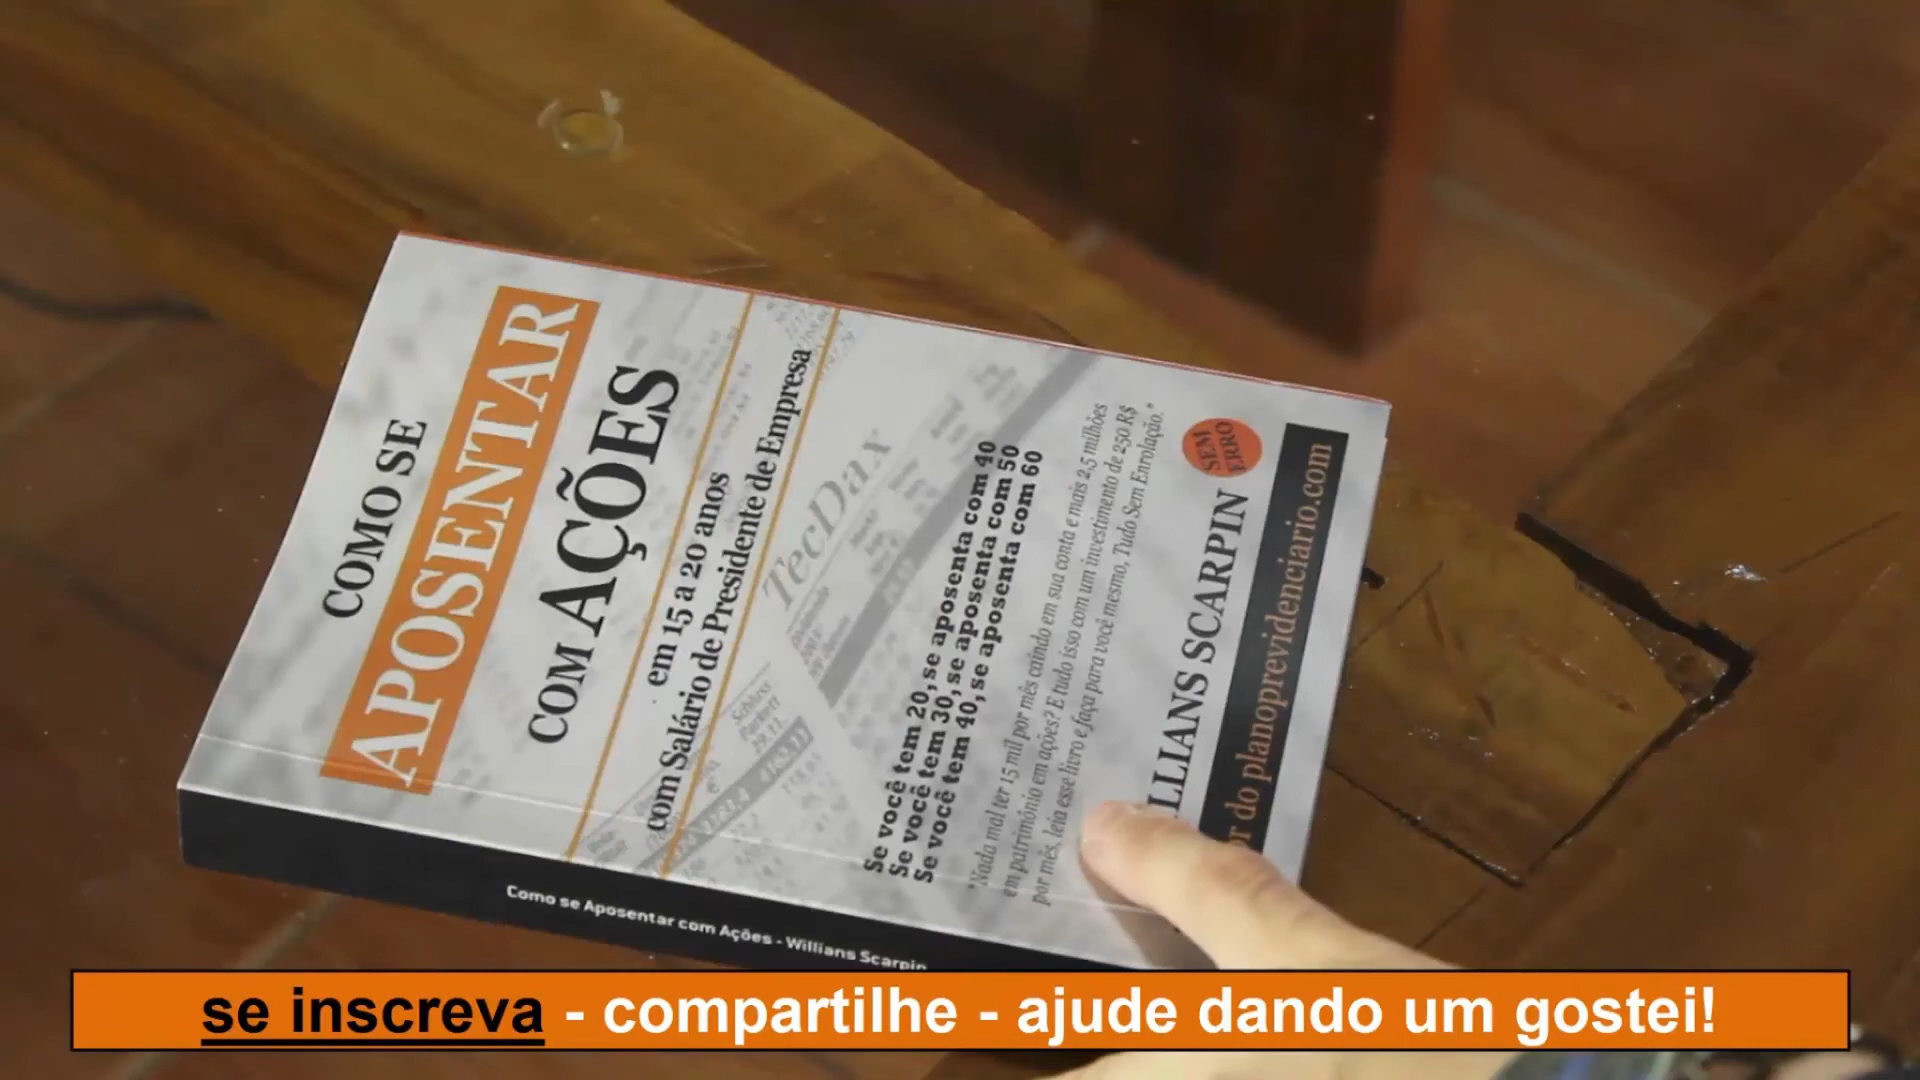 COMO SE
APOSENTAR
COM AÇÕES
em 15 a 20 anos
com Salário de Presidente de Empresa
TecDax
Schluss
Parkett
29.11.
Se você tem 20, se aposenta com 40
Se você tem 30, se aposenta com 50
Se você tem 40, se aposenta com 60
"Nada mal ter 15 mil por mês caindo em sua conta e mais 2,5 milhões
em patrimônio em ações? E tudo isso com um investimento de 250 R$
por mês, leia esse livro e faça para você mesmo, Tudo Sem Enrolação."
SEM
ERRO
LLIANS SCARPIN
or do planoprevidenciario.com
Como se Aposentar com Ações - Willians Scarpin
se inscreva - compartilhe - ajude dando um gostei!